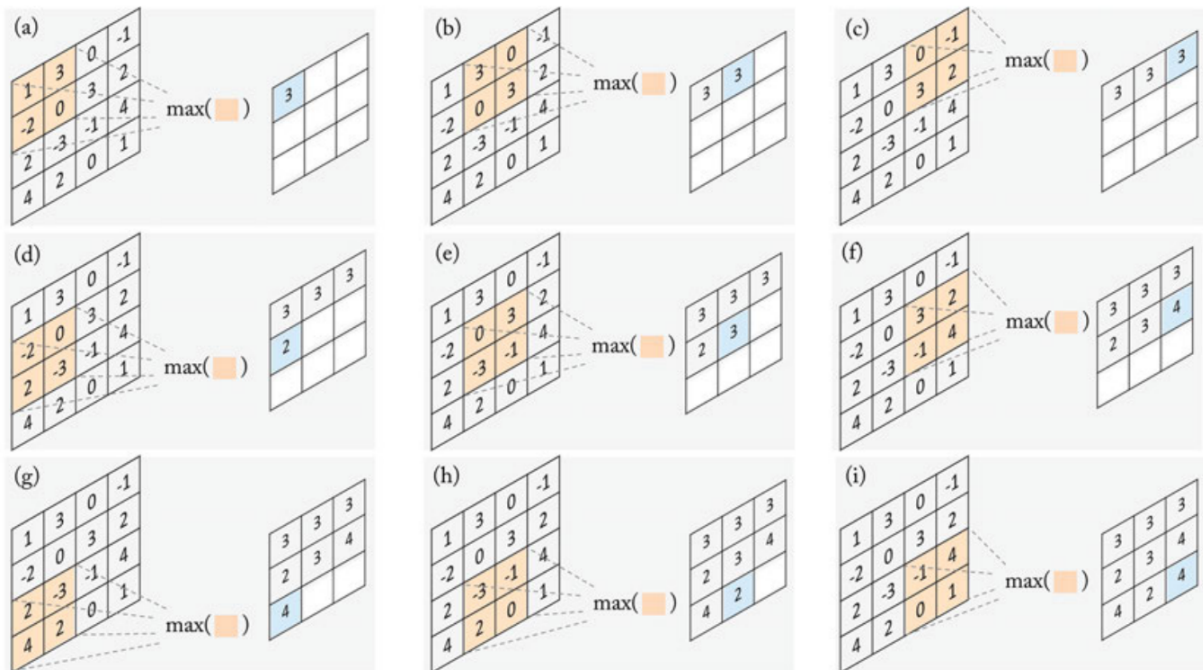 (a)
1 3 0 -1
-2 0 3 2
2 -3 -1 4
4 2 0 1
max( )
3
(b)
1 3 0 -1
-2 0 3 2
2 -3 -1 4
4 2 0 1
max( )
3 3
(c)
1 3 0 -1
-2 0 3 2
2 -3 -1 4
4 2 0 1
max( )
3 3 3
(d)
1 3 0 -1
-2 0 3 2
2 -3 -1 4
4 2 0 1
max( )
3 3 3
2
(e)
1 3 0 -1
-2 0 3 2
2 -3 -1 4
4 2 0 1
max( )
3 3 3
2 3
(f)
1 3 0 -1
-2 0 3 2
2 -3 -1 4
4 2 0 1
max( )
3 3 3
2 3 4
(g)
1 3 0 -1
-2 0 3 2
2 -3 -1 4
4 2 0 1
max( )
3 3 3
2 3 4
4
(h)
1 3 0 -1
-2 0 3 2
2 -3 -1 4
4 2 0 1
max( )
3 3 3
2 3 4
4 2
(i)
1 3 0 -1
-2 0 3 2
2 -3 -1 4
4 2 0 1
max( )
3 3 3
2 3 4
4 2 4